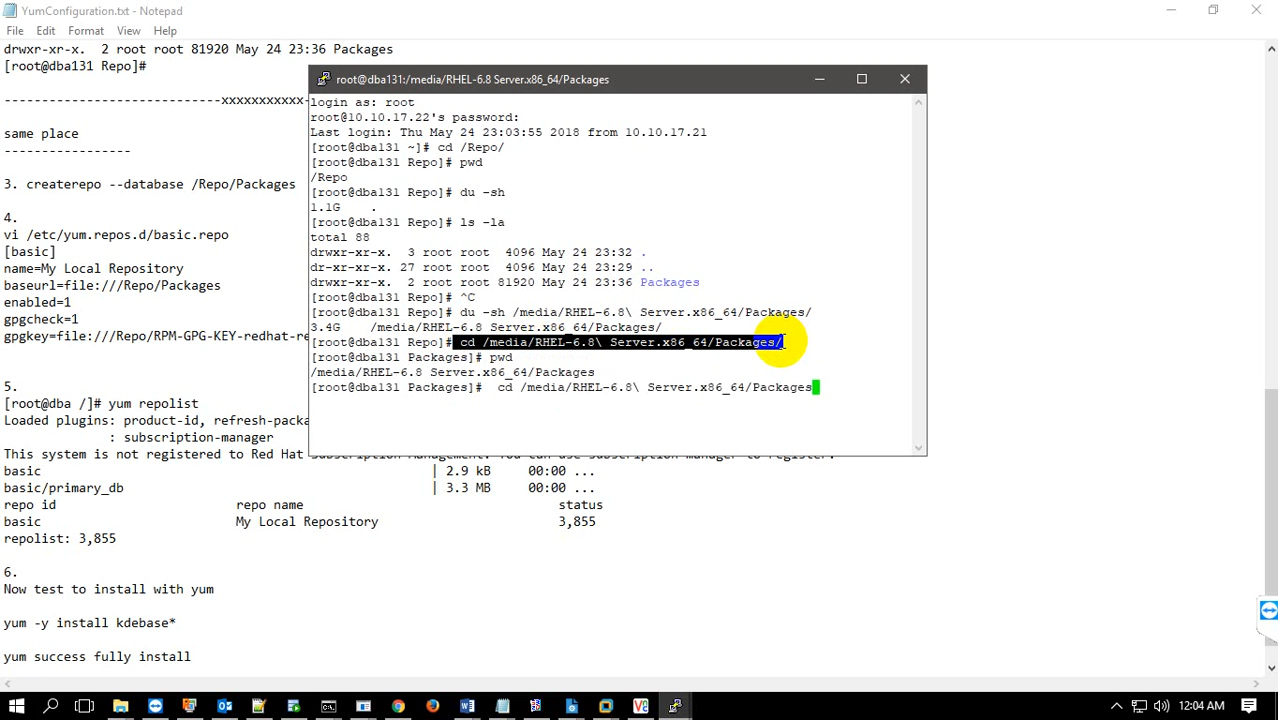 YumConfiguration.txt - Notepad
File Edit Format View Help
drwxr-xr-x.  2 root root 81920 May 24 23:36 Packages
[root@dba131 Repo]#
-----------------------------xxxxxxxxxxx-
same place
-----------------
3. createrepo --database /Repo/Packages
4.
vi /etc/yum.repos.d/basic.repo
[basic]
name=My Local Repository
baseurl=file:///Repo/Packages
enabled=1
gpgcheck=1
gpgkey=file:///Repo/RPM-GPG-KEY-redhat-re
5.
[root@dba /]# yum repolist
Loaded plugins: product-id, refresh-packa
: subscription-manager
This system is not registered to Red Hat Subscription Management. You can use subscription-manager to register.
basic | 2.9 kB 00:00 ...
basic/primary_db | 3.3 MB 00:00 ...
repo id repo name status
basic My Local Repository 3,855
repolist: 3,855
6.
Now test to install with yum
yum -y install kdebase*
yum success fully install
root@dba131:/media/RHEL-6.8 Server.x86_64/Packages
login as: root
root@10.10.17.22's password:
Last login: Thu May 24 23:03:55 2018 from 10.10.17.21
[root@dba131 ~]# cd /Repo/
[root@dba131 Repo]# pwd
/Repo
[root@dba131 Repo]# du -sh
1.1G    .
[root@dba131 Repo]# ls -la
total 88
drwxr-xr-x.  3 root root  4096 May 24 23:32 .
dr-xr-xr-x. 27 root root  4096 May 24 23:29 ..
drwxr-xr-x.  2 root root 81920 May 24 23:36 Packages
[root@dba131 Repo]# ^C
[root@dba131 Repo]# du -sh /media/RHEL-6.8\ Server.x86_64/Packages/
3.4G    /media/RHEL-6.8 Server.x86_64/Packages/
[root@dba131 Repo]# cd /media/RHEL-6.8\ Server.x86_64/Packages/
[root@dba131 Packages]# pwd
/media/RHEL-6.8 Server.x86_64/Packages
[root@dba131 Packages]#  cd /media/RHEL-6.8\ Server.x86_64/Packages
12:04 AM